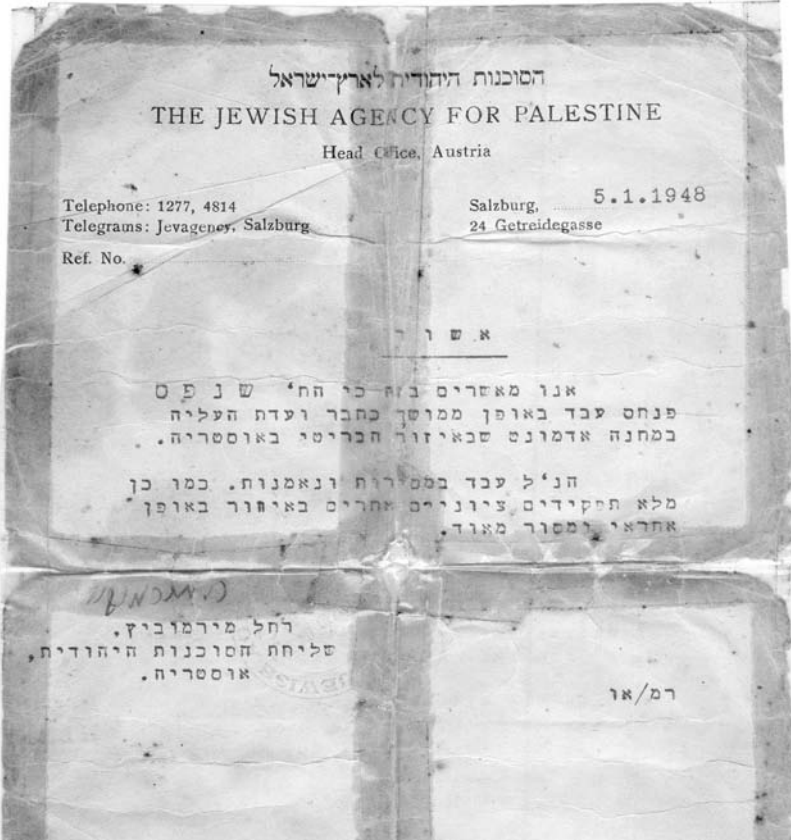 הסוכנות היהודית לארץ־ישראל
THE JEWISH AGENCY FOR PALESTINE
Head Office, Austria
Telephone: 1277, 4814
Telegrams: Jevagency, Salzburg
Ref. No.
Salzburg, 5.1.1948
24 Getreidegasse
א ש ו ר
אנו מאשרים בזה כי הח' ש נ פ ס
פנחס עבד באופן ממושך כחבר ועדת העליה
במחנה אדמונט שבאיזור הבריטי באוסטריה.
הנ'ל עבד במסירות ונאמנות. כמו כן
מלא תפקידים ציוניים אחרים באיזור באופן
אחראי ומסור מאוד.
רחל מירמוביץ,
שליחת הסוכנות היהודית,
אוסטריה.
JEWISH
רמ/או